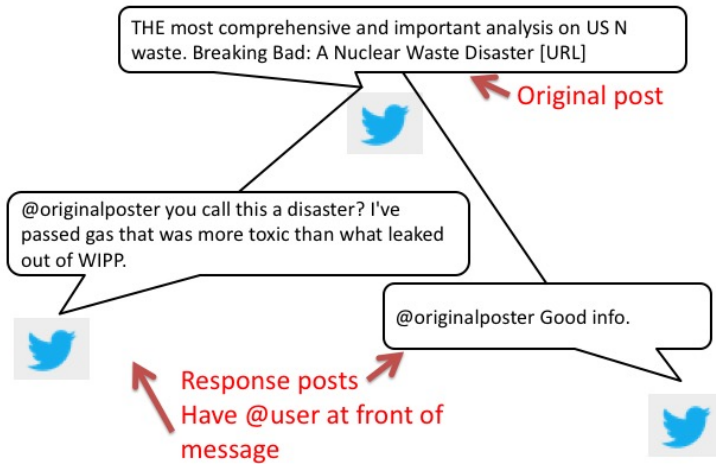 THE most comprehensive and important analysis on US N
waste. Breaking Bad: A Nuclear Waste Disaster [URL]
Original post
@originalposter you call this a disaster? I've
passed gas that was more toxic than what leaked
out of WIPP.
@originalposter Good info.
Response posts
Have @user at front of
message